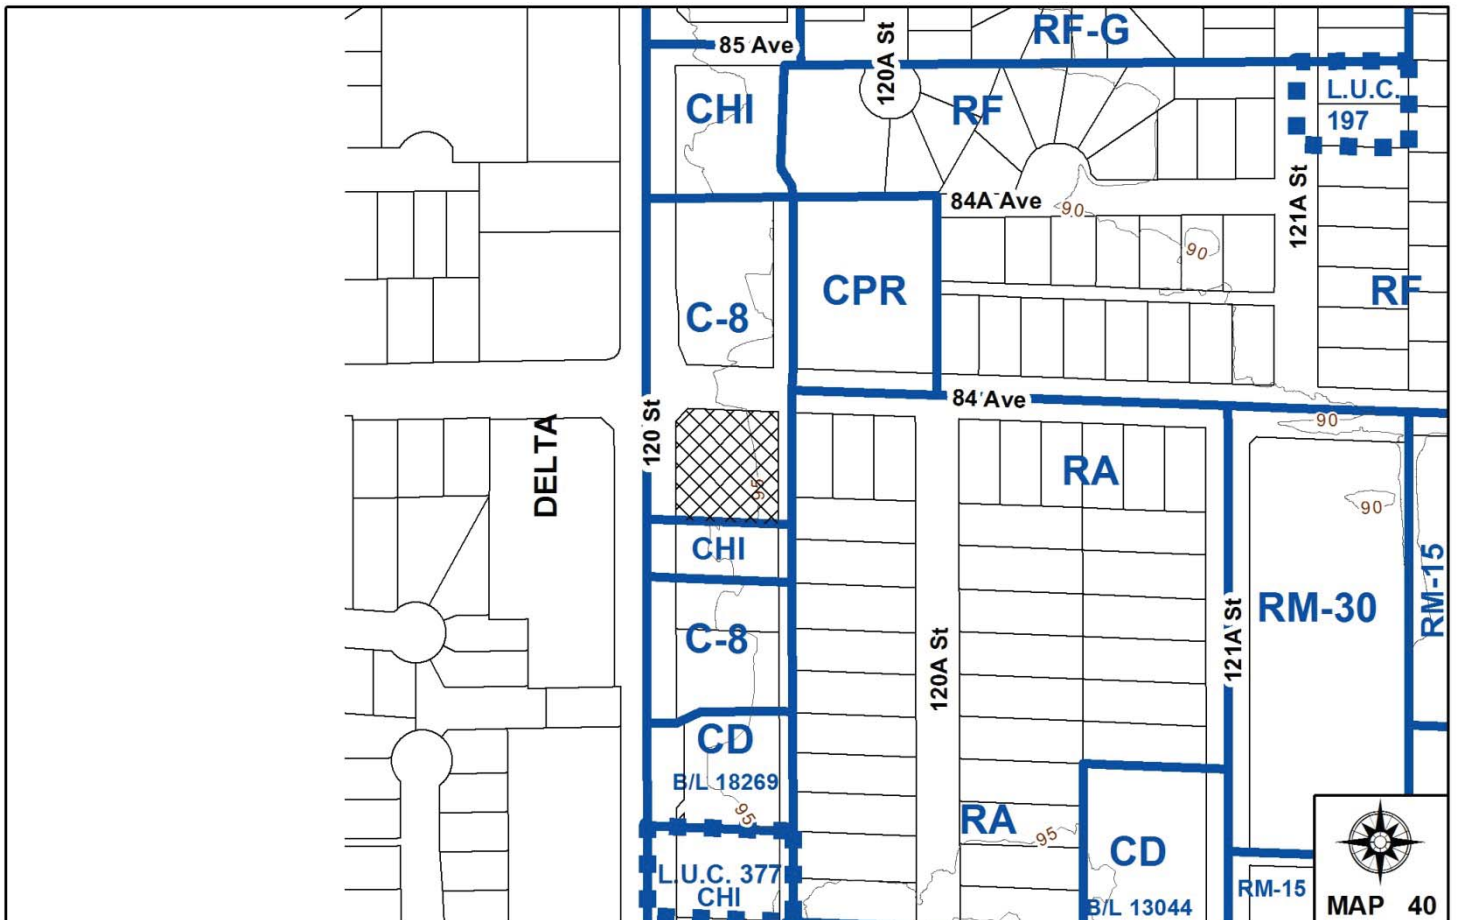 RF-G
85 Ave
120A St
CHI
RF
L.U.C.
197
121A St
84A Ave
90
90
CPR
RF
C-8
84 Ave
90
120 St
DELTA
RA
95
90
CHI
RM-15
RM-30
C-8
121A St
120A St
CD
B/L 18269
95
RA
95
CD
L.U.C. 377
CHI
RM-15
B/L 13044
MAP 40